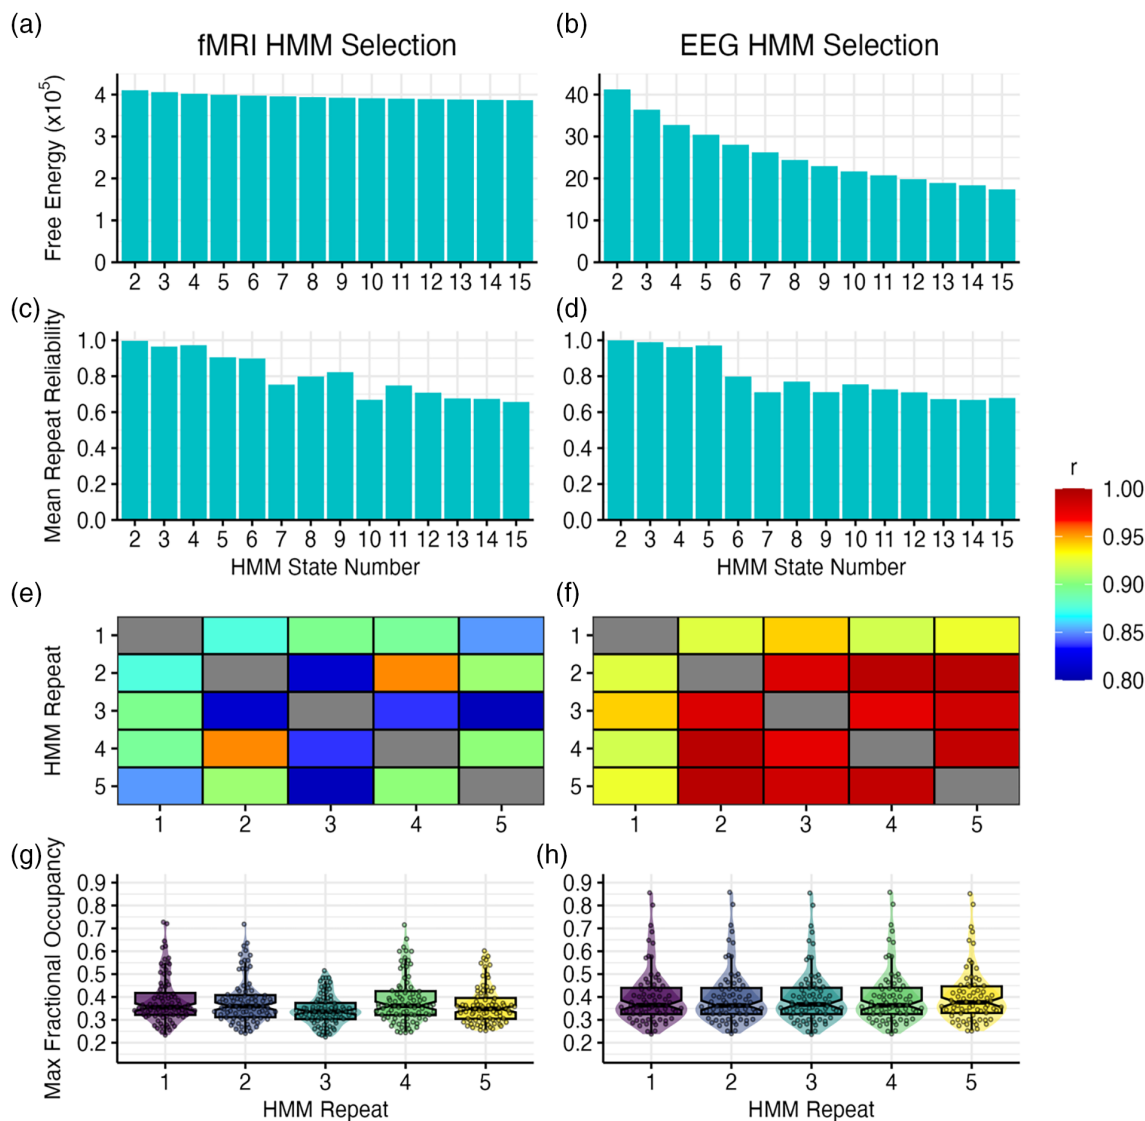 (a)
fMRI HMM Selection
(b)
EEG HMM Selection
Free Energy (x10⁵)
4
3
2
1
0
2 3 4 5 6 7 8 9 10 11 12 13 14 15
40
30
20
10
0
2 3 4 5 6 7 8 9 10 11 12 13 14 15
(c)
Mean Repeat Reliability
1.0
0.8
0.6
0.4
0.2
0.0
2 3 4 5 6 7 8 9 10 11 12 13 14 15
HMM State Number
(d)
1.0
0.8
0.6
0.4
0.2
0.0
2 3 4 5 6 7 8 9 10 11 12 13 14 15
HMM State Number
r
1.00
0.95
0.90
0.85
0.80
(e)
HMM Repeat
1
2
3
4
5
1 2 3 4 5
(f)
1
2
3
4
5
1 2 3 4 5
(g)
Max Fractional Occupancy
0.9
0.8
0.7
0.6
0.5
0.4
0.3
0.2
1 2 3 4 5
HMM Repeat
(h)
0.9
0.8
0.7
0.6
0.5
0.4
0.3
0.2
1 2 3 4 5
HMM Repeat